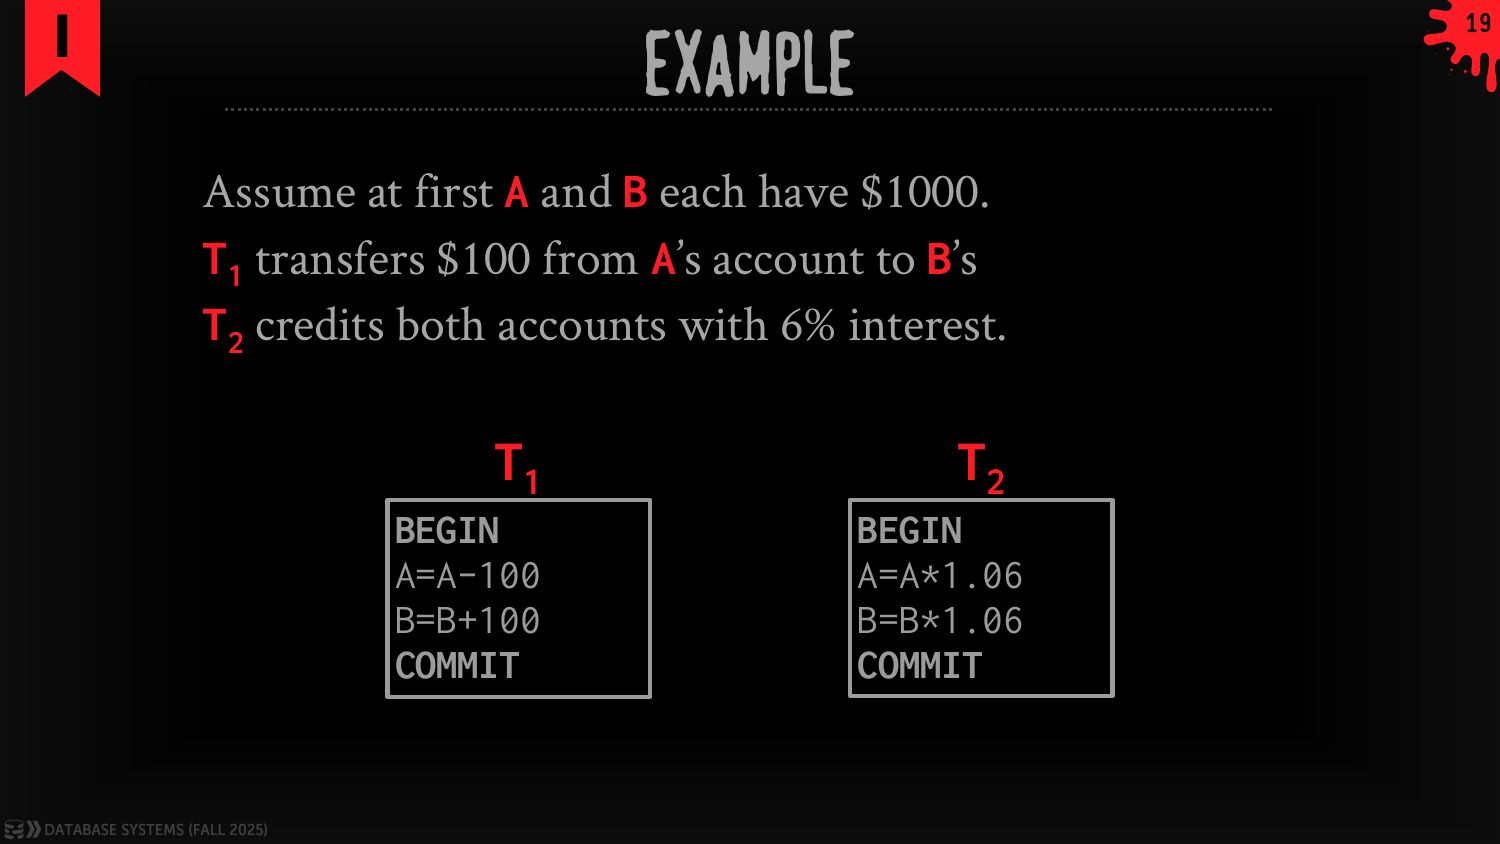 I
EXAMPLE
19
Assume at first A and B each have $1000.
T1 transfers $100 from A’s account to B’s
T2 credits both accounts with 6% interest.
T1
BEGIN
A=A-100
B=B+100
COMMIT
T2
BEGIN
A=A*1.06
B=B*1.06
COMMIT
DATABASE SYSTEMS (FALL 2025)